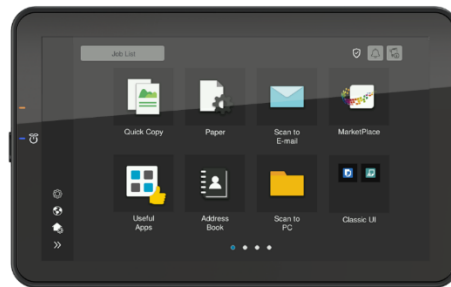 Job List
Quick Copy
Paper
Scan to
E-mail
MarketPlace
Useful
Apps
Address
Book
Scan to
PC
Classic UI